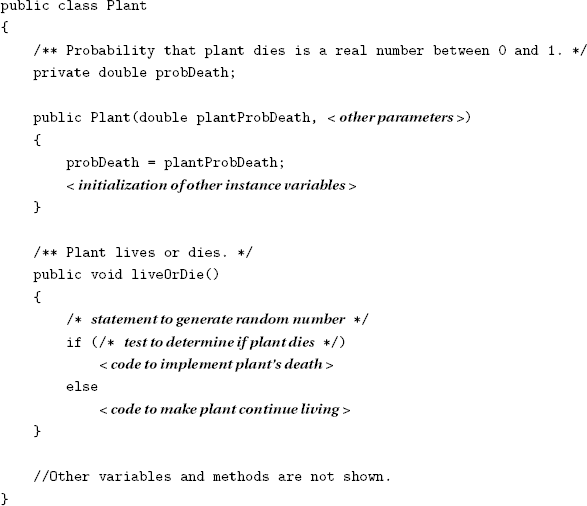 public class Plant
{
/** Probability that plant dies is a real number between 0 and 1. */
private double probDeath;
public Plant(double plantProbDeath, < other parameters >)
{
probDeath = plantProbDeath;
< initialization of other instance variables >
}
/** Plant lives or dies. */
public void liveOrDie()
{
/* statement to generate random number */
if (/* test to determine if plant dies */)
< code to implement plant's death >
else
< code to make plant continue living >
}
//Other variables and methods are not shown.
}